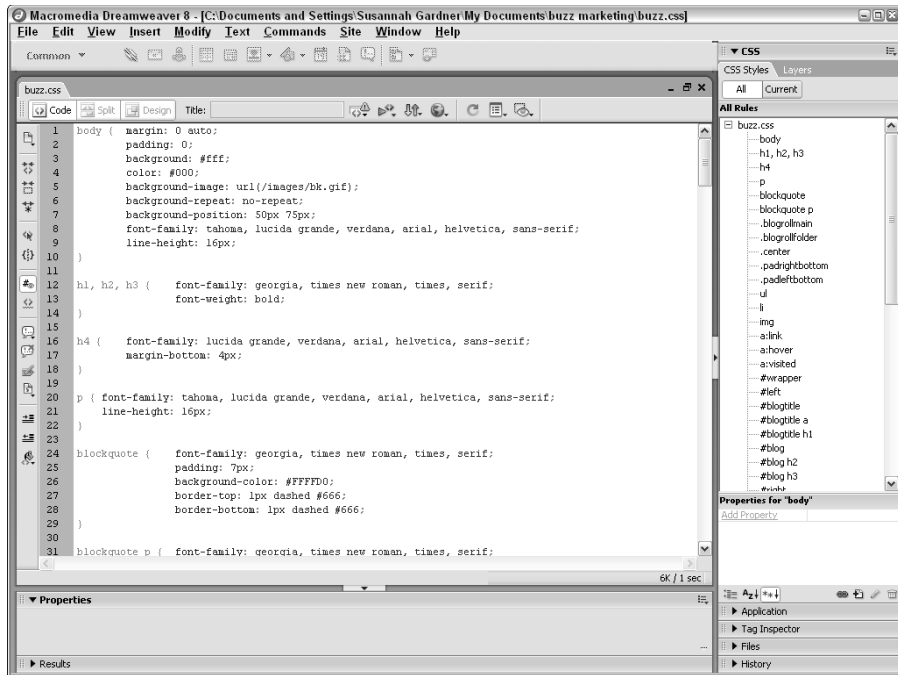 Macromedia Dreamweaver 8 - [C:\Documents and Settings\Susannah Gardner\My Documents\buzz marketing\buzz.css]
File Edit View Insert Modify Text Commands Site Window Help
Common
buzz.css
Code Split Design Title:
1 body { margin: 0 auto;
2 padding: 0;
3 background: #fff;
4 color: #000;
5 background-image: url(/images/bk.gif);
6 background-repeat: no-repeat;
7 background-position: 50px 75px;
8 font-family: tahoma, lucida grande, verdana, arial, helvetica, sans-serif;
9 line-height: 16px;
10 }
11
12 h1, h2, h3 { font-family: georgia, times new roman, times, serif;
13 font-weight: bold;
14 }
15
16 h4 { font-family: lucida grande, verdana, arial, helvetica, sans-serif;
17 margin-bottom: 4px;
18 }
19
20 p { font-family: tahoma, lucida grande, verdana, arial, helvetica, sans-serif;
21 line-height: 16px;
22 }
23
24 blockquote { font-family: georgia, times new roman, times, serif;
25 padding: 7px;
26 background-color: #FFFFD0;
27 border-top: 1px dashed #666;
28 border-bottom: 1px dashed #666;
29 }
30
31 blockquote p { font-family: georgia, times new roman, times, serif;
6K / 1 sec
Properties
Results
CSS
CSS Styles Layers
All Current
All Rules
buzz.css
body
h1, h2, h3
h4
p
blockquote
blockquote p
.blogrollmain
.blogrollfolder
.center
.padrightbottom
.padleftbottom
ul
li
img
a:link
a:hover
a:visited
#wrapper
#left
#blogtitle
#blogtitle a
#blogtitle h1
#blog
#blog h2
#blog h3
#right
Properties for "body"
Add Property
Application
Tag Inspector
Files
History